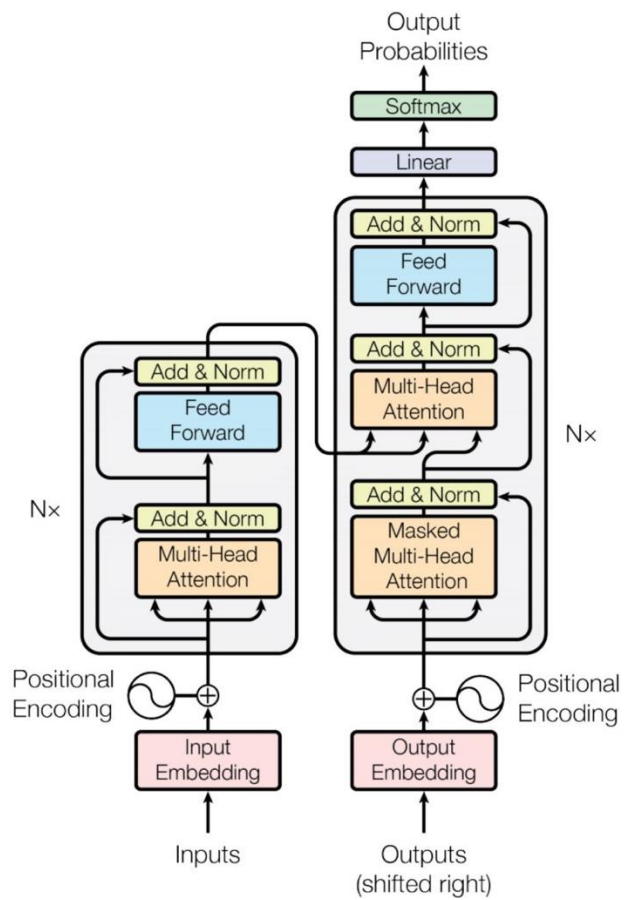 Output
Probabilities
Softmax
Linear
Add & Norm
Feed
Forward
Add & Norm
Multi-Head
Attention
Add & Norm
Masked
Multi-Head
Attention
N×
Add & Norm
Feed
Forward
Add & Norm
Multi-Head
Attention
N×
Positional
Encoding
Input
Embedding
Inputs
Positional
Encoding
Output
Embedding
Outputs
(shifted right)